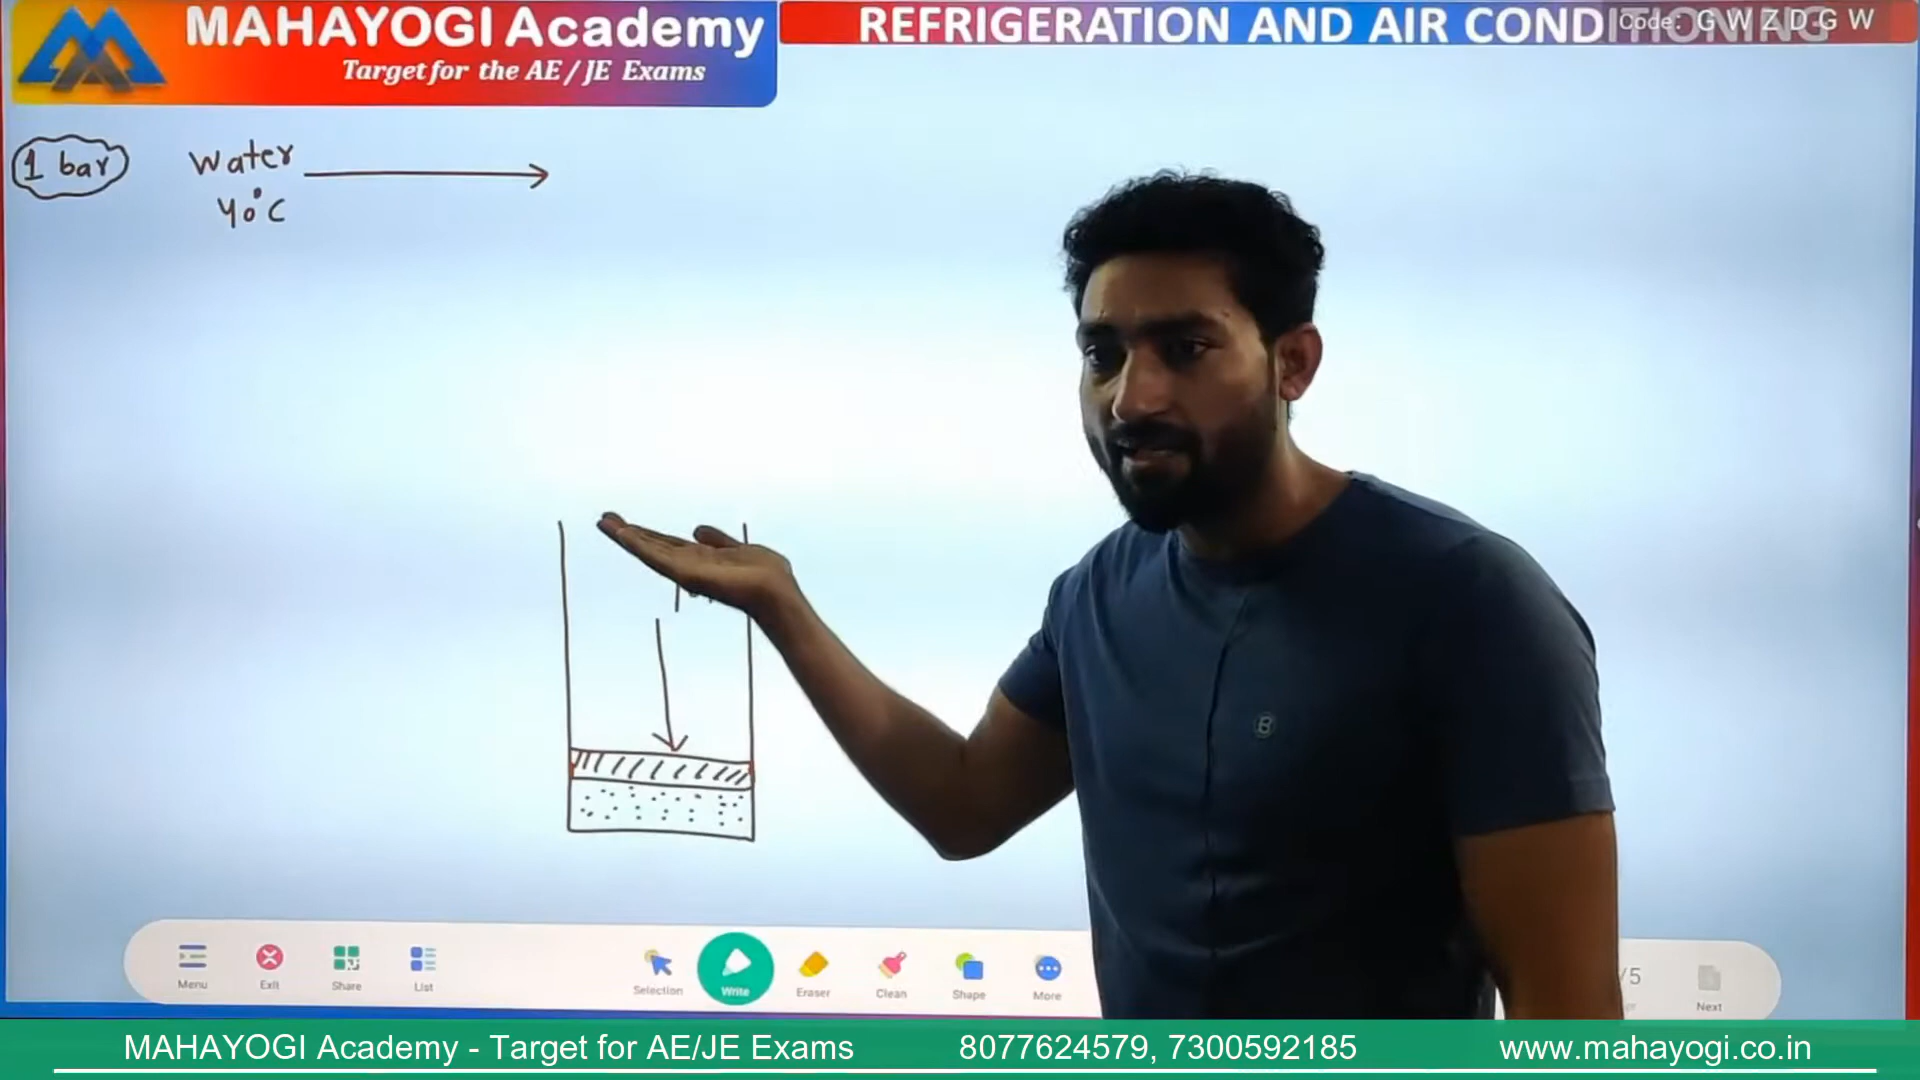 MAHAYOGI Academy
Target for the AE / JE Exams
REFRIGERATION AND AIR CONDITIONING
Code: G W Z D G W
1 bar
Water
40°C
B
Menu
Exit
Share
List
Selection
Write
Eraser
Clean
Shape
More
/5
Next
MAHAYOGI Academy - Target for AE/JE Exams
8077624579, 7300592185
www.mahayogi.co.in